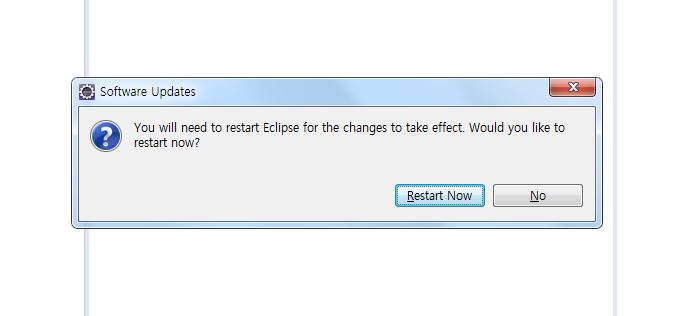 Software Updates
You will need to restart Eclipse for the changes to take effect. Would you like to
restart now?
Restart Now
No